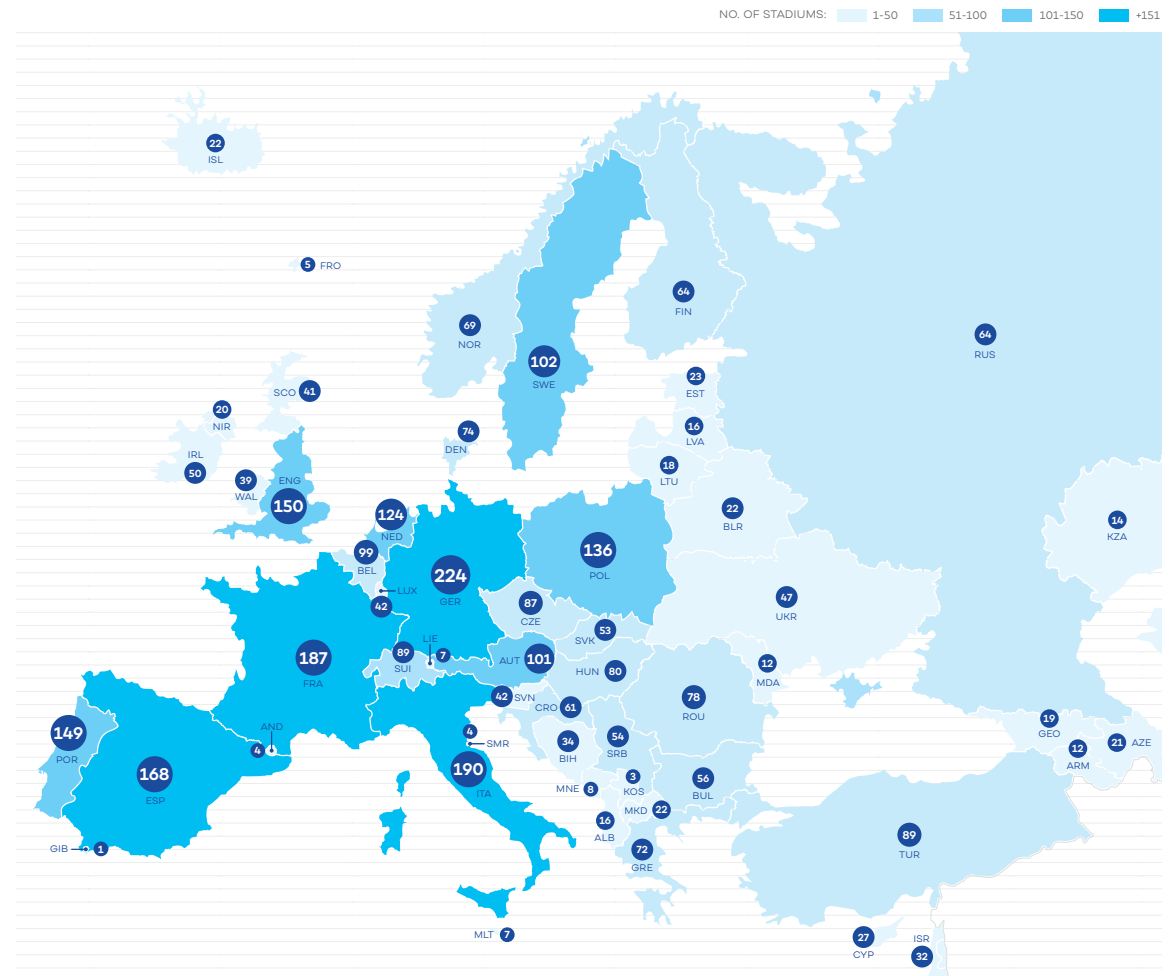 NO. OF STADIUMS: 1-50 51-100 101-150 +151
22
ISL
5 FRO
64
FIN
69
NOR
64
RUS
102
SWE
23
EST
SCO 41
20
NIR
16
LVA
74
DEN
IRL
50
18
LTU
39
WAL
ENG
150
22
BLR
124
NED
14
KZA
99
BEL
136
POL
224
GER
LUX
42
87
CZE
47
UKR
53
SVK
LIE
7
89
SUI
187
FRA
AUT 101
HUN 80
12
MDA
42 SVN
CRO 61
78
ROU
149
POR
AND
4
4
SMR
34
BIH
54
SRB
19
GEO
21 AZE
12
ARM
168
ESP
190
ITA
MNE 8
3
KOS
56
BUL
MKD 22
16
ALB
89
TUR
GIB 1
72
GRE
MLT 7
27
CYP
ISR
32